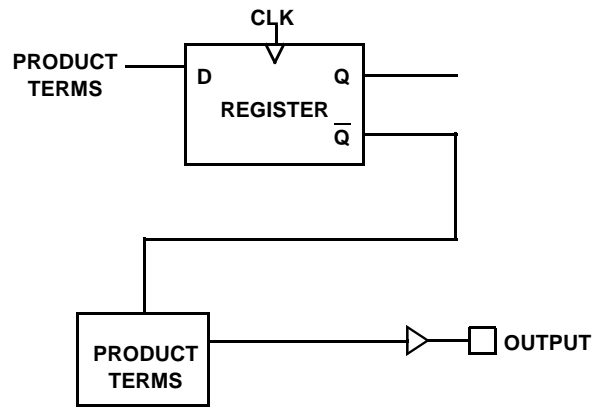 CLK
PRODUCT
TERMS
D
Q
REGISTER
Q̅
PRODUCT
TERMS
OUTPUT